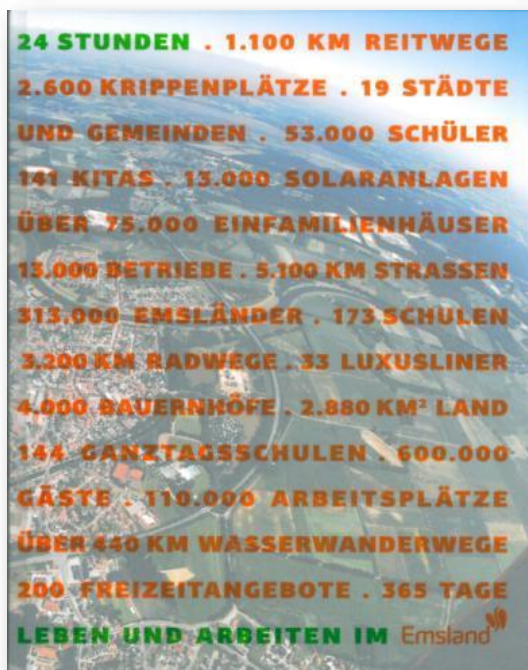 24 STUNDEN . 1.100 KM REITWEGE
2.600 KRIPPENPLÄTZE . 19 STÄDTE
UND GEMEINDEN . 53.000 SCHÜLER
141 KITAS . 13.000 SOLARANLAGEN
ÜBER 75.000 EINFAMILIENHÄUSER
13.000 BETRIEBE . 5.100 KM STRASSEN
313.000 EMSLÄNDER . 173 SCHULEN
3.200 KM RADWEGE . 33 LUXUSLINER
4.000 BAUERNHÖFE . 2.880 KM² LAND
144 GANZTAGSSCHULEN . 600.000
GÄSTE . 110.000 ARBEITSPLÄTZE
ÜBER 440 KM WASSERWANDERWEGE
200 FREIZEITANGEBOTE . 365 TAGE
LEBEN UND ARBEITEN IM Emsland